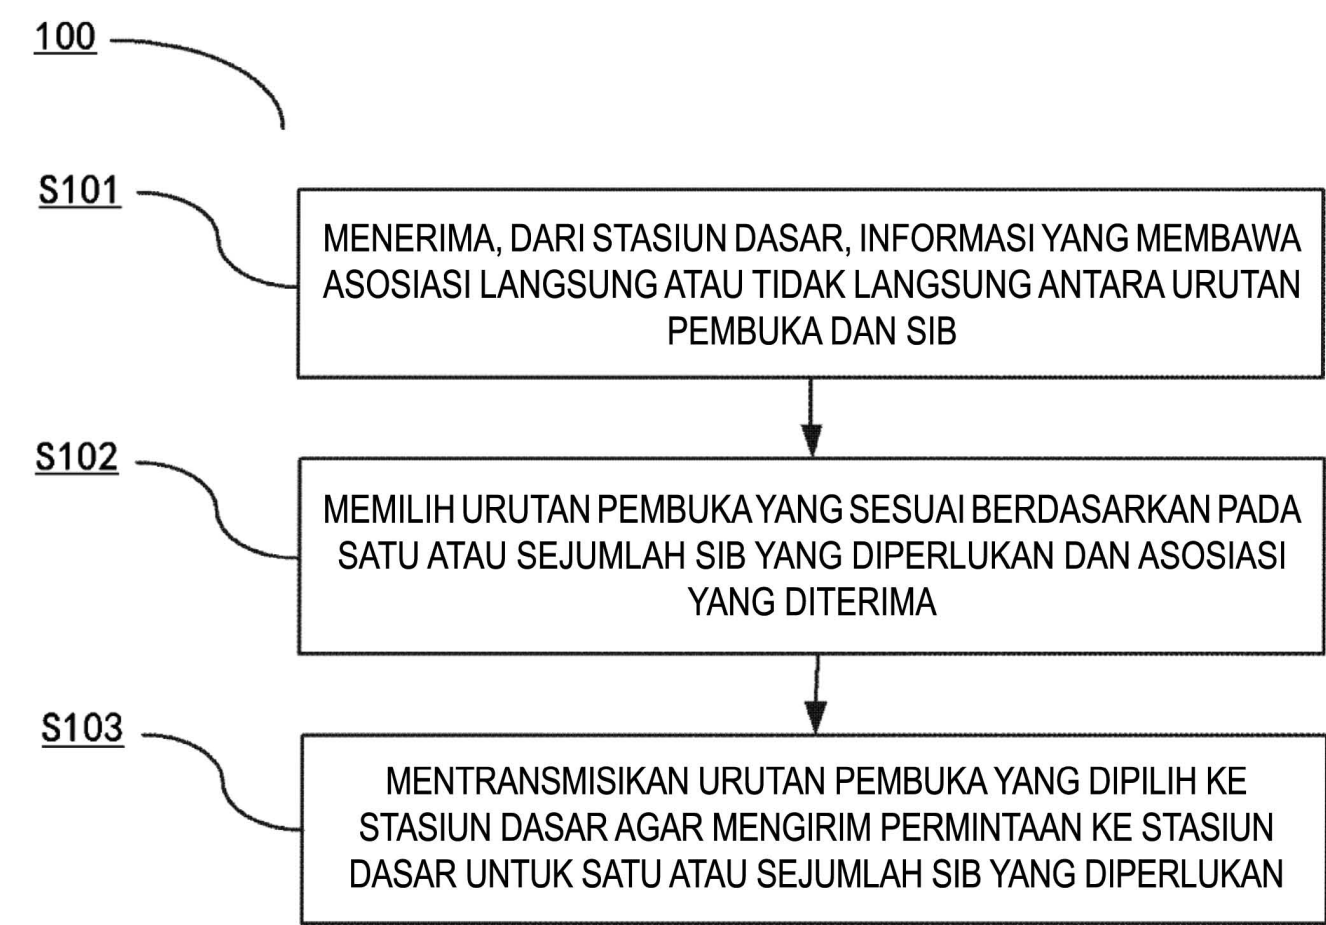 100
S101
MENERIMA, DARI STASIUN DASAR, INFORMASI YANG MEMBAWA
ASOSIASI LANGSUNG ATAU TIDAK LANGSUNG ANTARA URUTAN
PEMBUKA DAN SIB
S102
MEMILIH URUTAN PEMBUKA YANG SESUAI BERDASARKAN PADA
SATU ATAU SEJUMLAH SIB YANG DIPERLUKAN DAN ASOSIASI
YANG DITERIMA
S103
MENTRANSMISIKAN URUTAN PEMBUKA YANG DIPILIH KE
STASIUN DASAR AGAR MENGIRIM PERMINTAAN KE STASIUN
DASAR UNTUK SATU ATAU SEJUMLAH SIB YANG DIPERLUKAN